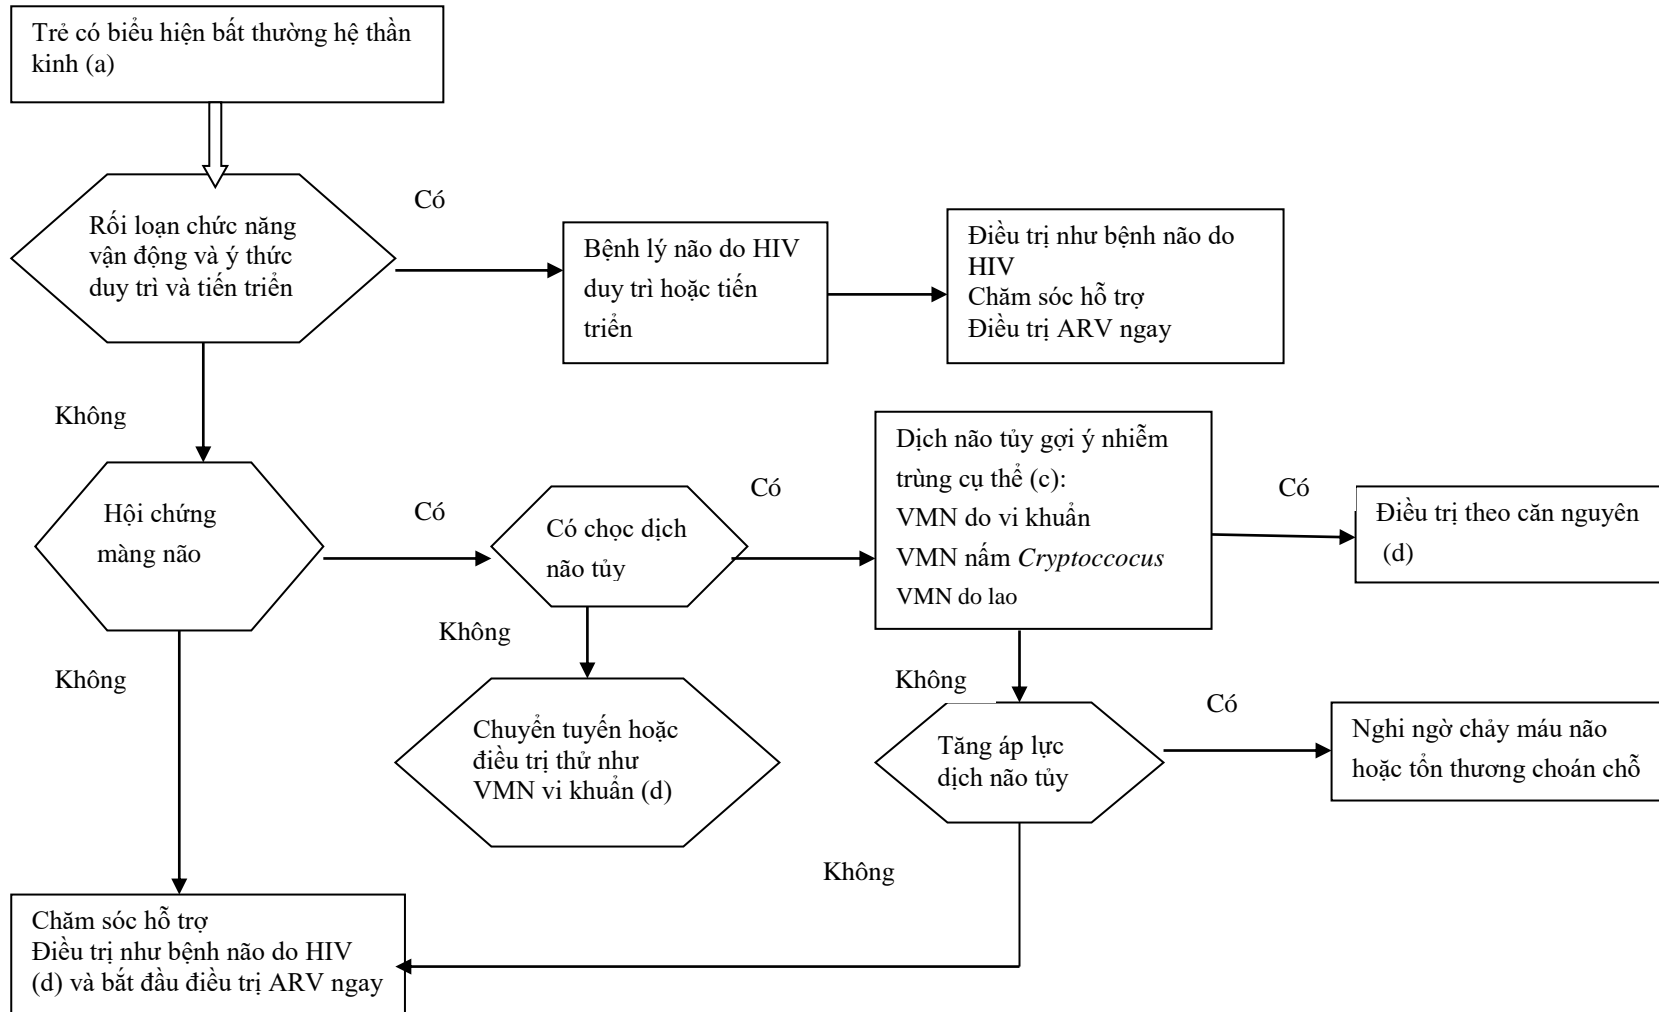 Trẻ có biểu hiện bất thường hệ thần
kinh (a)
Rối loạn chức năng
vận động và ý thức
duy trì và tiến triển
Có
Bệnh lý não do HIV
duy trì hoặc tiến
triển
Điều trị như bệnh não do
HIV
Chăm sóc hỗ trợ
Điều trị ARV ngay
Không
Hội chứng
màng não
Có
Có chọc dịch
não tủy
Có
Dịch não tủy gợi ý nhiễm
trùng cụ thể (c):
VMN do vi khuẩn
VMN nấm Cryptoccocus
VMN do lao
Có
Điều trị theo căn nguyên
(d)
Không
Không
Không
Chuyển tuyến hoặc
điều trị thử như
VMN vi khuẩn (d)
Tăng áp lực
dịch não tủy
Có
Nghi ngờ chảy máu não
hoặc tổn thương choán chỗ
Không
Chăm sóc hỗ trợ
Điều trị như bệnh não do HIV
(d) và bắt đầu điều trị ARV ngay